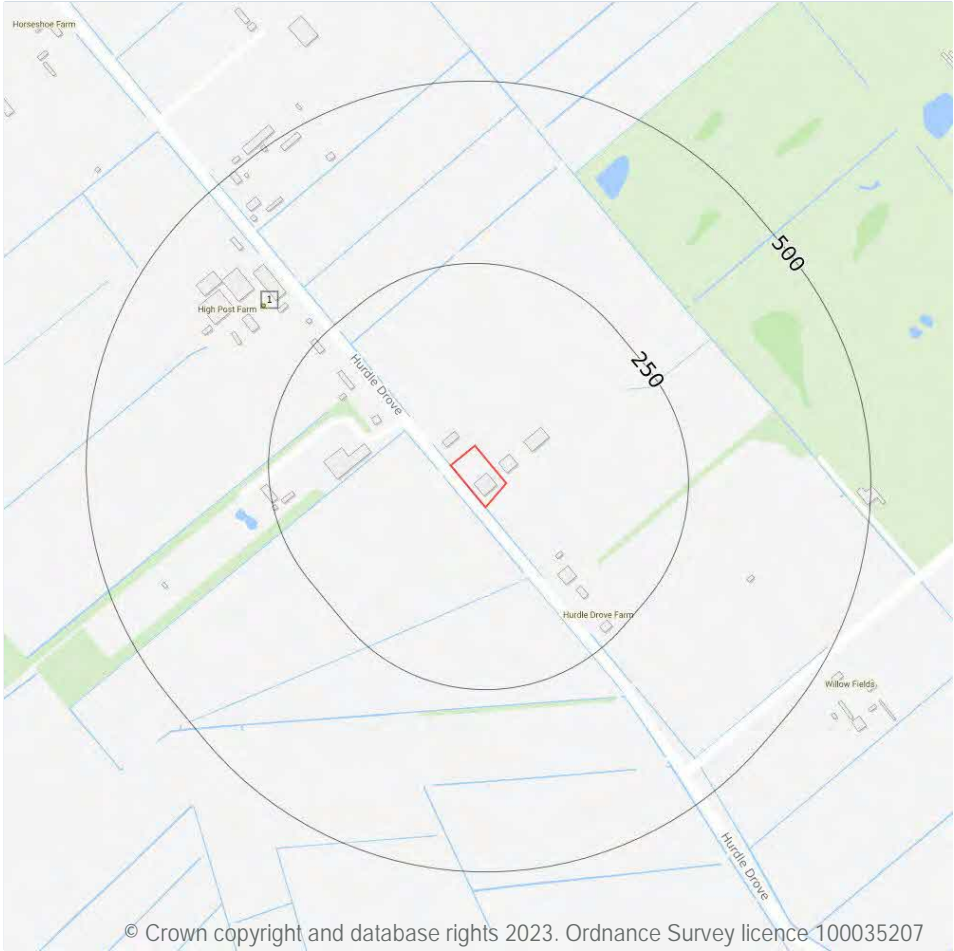 Horseshoe Farm
500
1
High Post Farm
250
Hurdle Drove
Hurdle Drove Farm
Willow Fields
Hurdle Drove
© Crown copyright and database rights 2023. Ordnance Survey licence 100035207